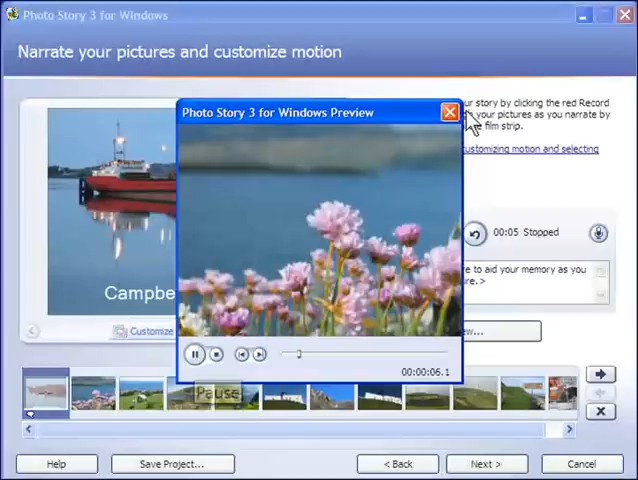 Photo Story 3 for Windows
Narrate your pictures and customize motion
Photo Story 3 for Windows Preview
ur story by clicking the red Record
your pictures as you narrate by
film strip.
customizing motion and selecting
00:05 Stopped
re to aid your memory as you
ure.>
Campbe
Customize
ew...
00:00:06.1
Pause
Help
Save Project...
< Back
Next >
Cancel